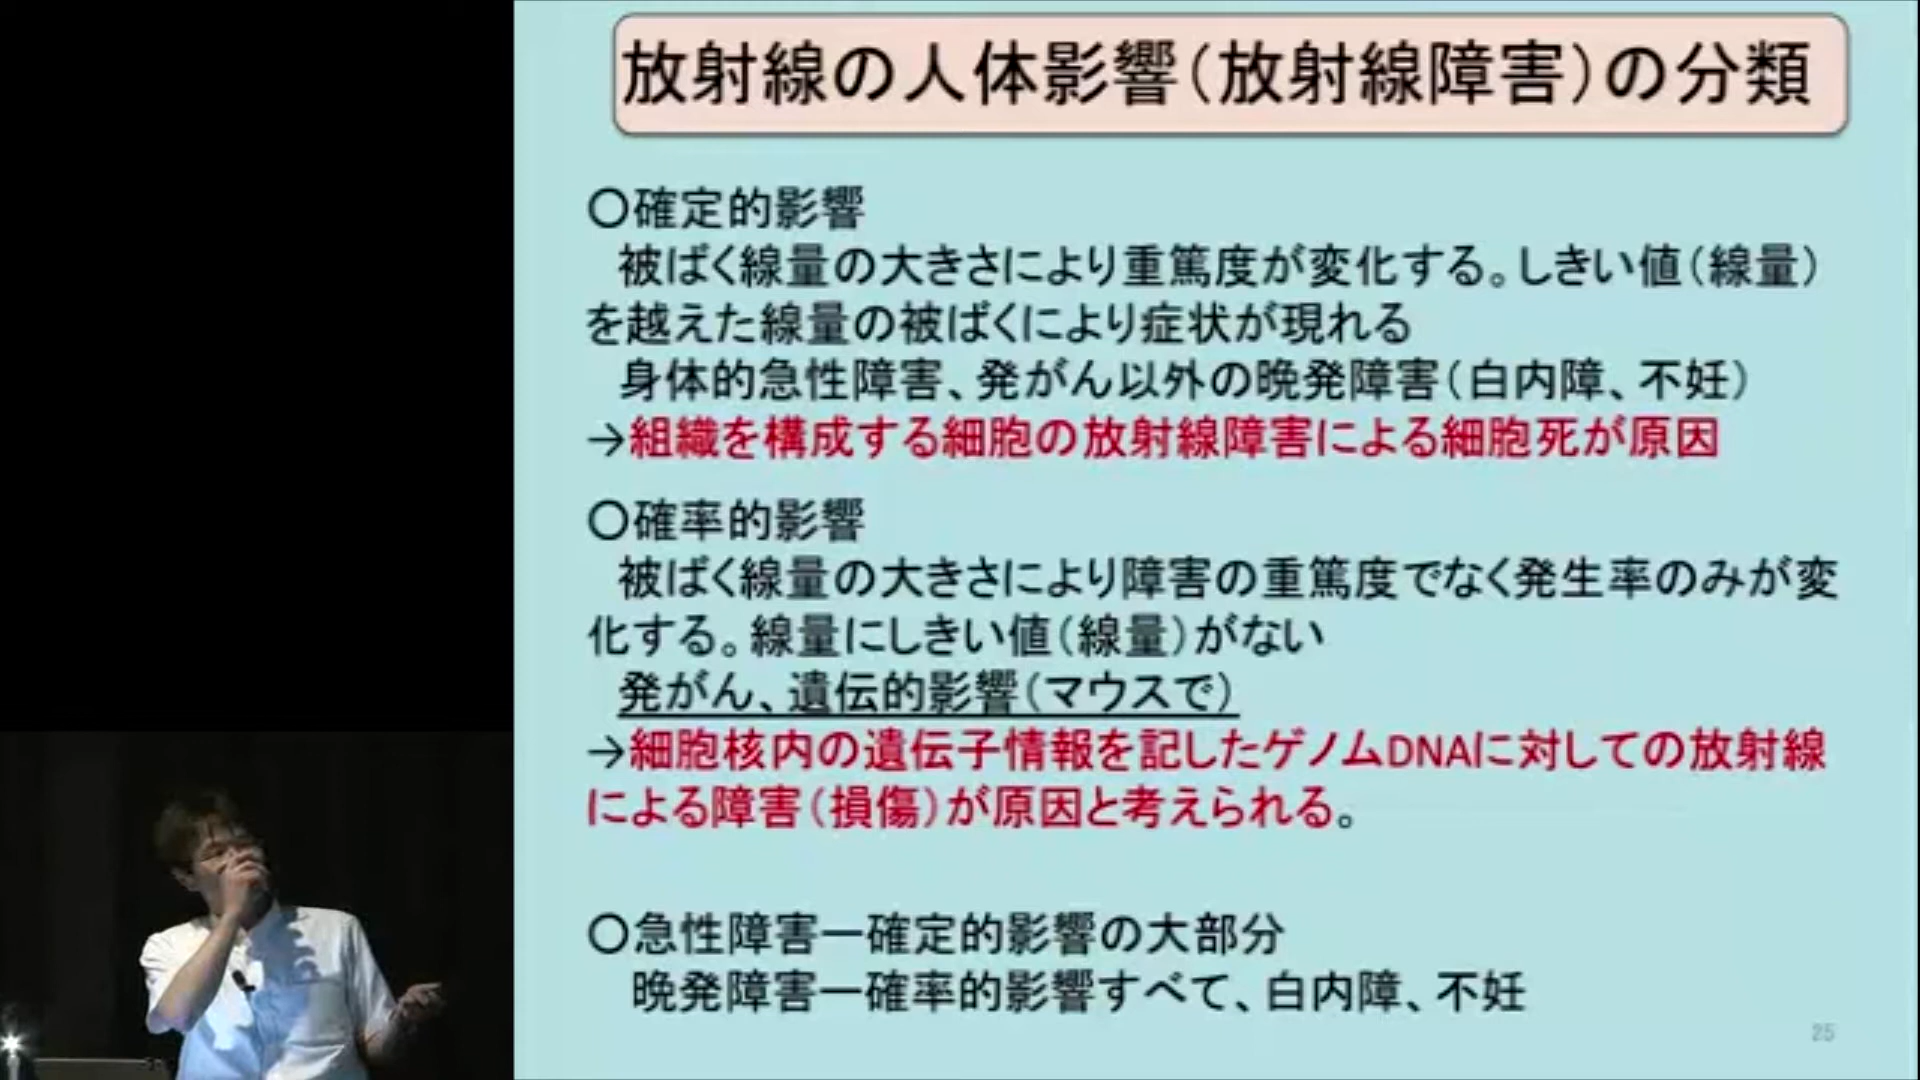 放射線の人体影響（放射線障害）の分類
〇確定的影響
被ばく線量の大きさにより重篤度が変化する。しきい値（線量）
を越えた線量の被ばくにより症状が現れる
身体的急性障害、発がん以外の晩発障害（白内障、不妊）
→組織を構成する細胞の放射線障害による細胞死が原因
〇確率的影響
被ばく線量の大きさにより障害の重篤度でなく発生率のみが変
化する。線量にしきい値（線量）がない
発がん、遺伝的影響（マウスで）
→細胞核内の遺伝子情報を記したゲノムDNAに対しての放射線
による障害（損傷）が原因と考えられる。
〇急性障害ー確定的影響の大部分
晩発障害ー確率的影響すべて、白内障、不妊
25